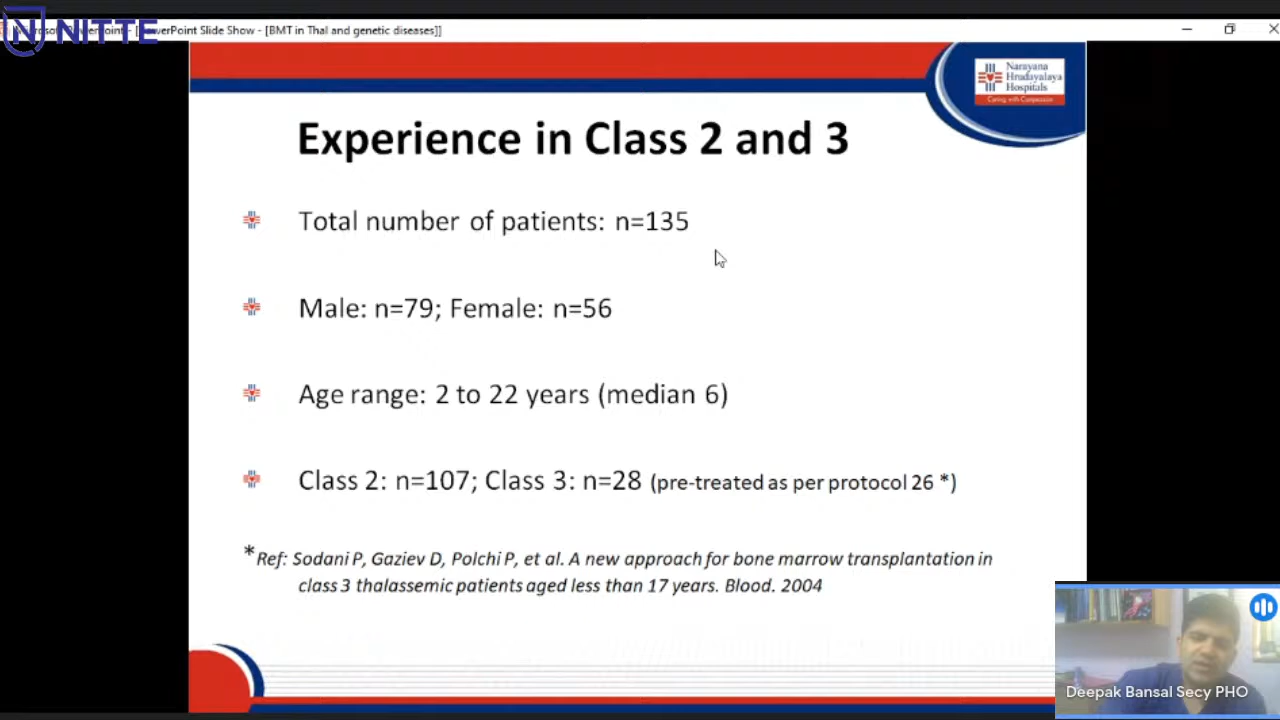 NITTE
PowerPoint Slide Show - [BMT in Thal and genetic diseases]]
Narayana
Hrudayalaya
Hospitals
Caring with Compassion
Experience in Class 2 and 3
Total number of patients: n=135
Male: n=79; Female: n=56
Age range: 2 to 22 years (median 6)
Class 2: n=107; Class 3: n=28 (pre-treated as per protocol 26 *)
*Ref: Sodani P, Gaziev D, Polchi P, et al. A new approach for bone marrow transplantation in
class 3 thalassemic patients aged less than 17 years. Blood. 2004
Deepak Bansal Secy PHO